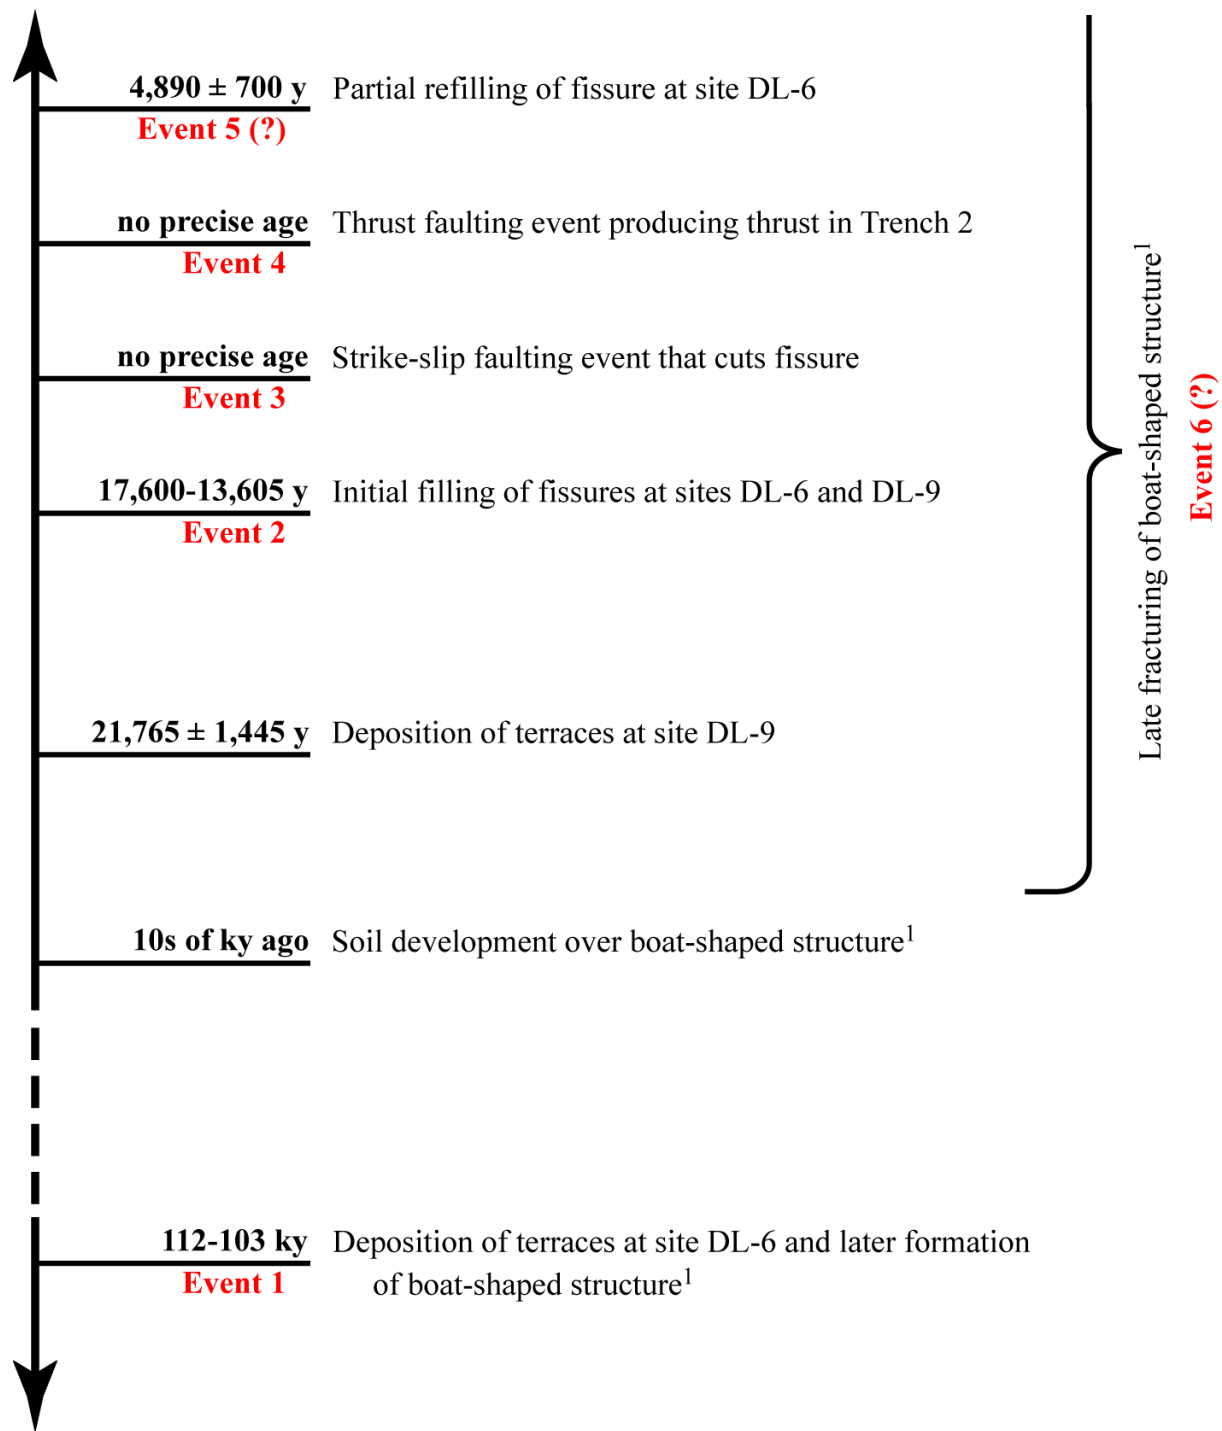 4,890 ± 700 y Partial refilling of fissure at site DL-6
Event 5 (?)
no precise age Thrust faulting event producing thrust in Trench 2
Event 4
no precise age Strike-slip faulting event that cuts fissure
Event 3
17,600-13,605 y Initial filling of fissures at sites DL-6 and DL-9
Event 2
21,765 ± 1,445 y Deposition of terraces at site DL-9
10s of ky ago Soil development over boat-shaped structure¹
112-103 ky Deposition of terraces at site DL-6 and later formation
Event 1 of boat-shaped structure¹
Late fracturing of boat-shaped structure¹
Event 6 (?)